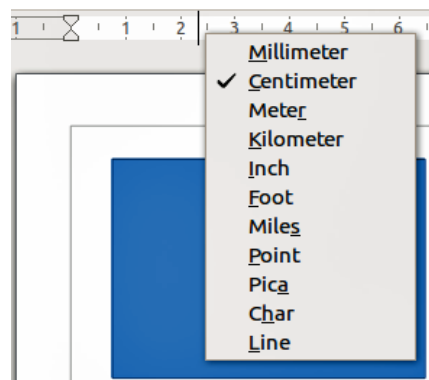 1 1 2 3 4 5 6
Millimeter
Centimeter
Meter
Kilometer
Inch
Foot
Miles
Point
Pica
Char
Line